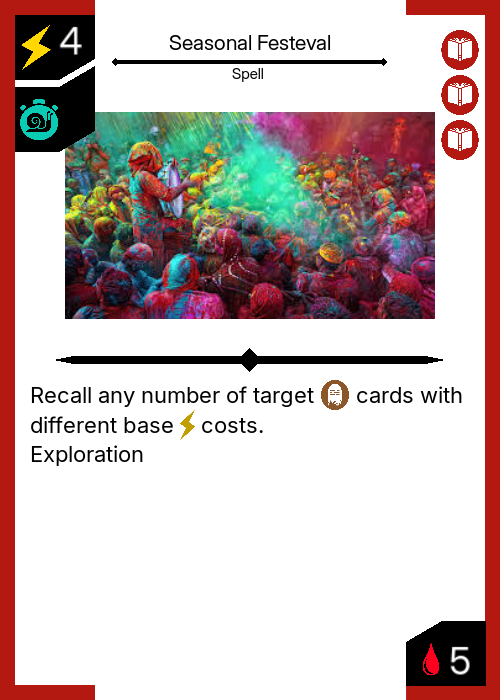 4
Seasonal Festeval
Spell
Recall any number of target cards with
different base costs.
Exploration
5